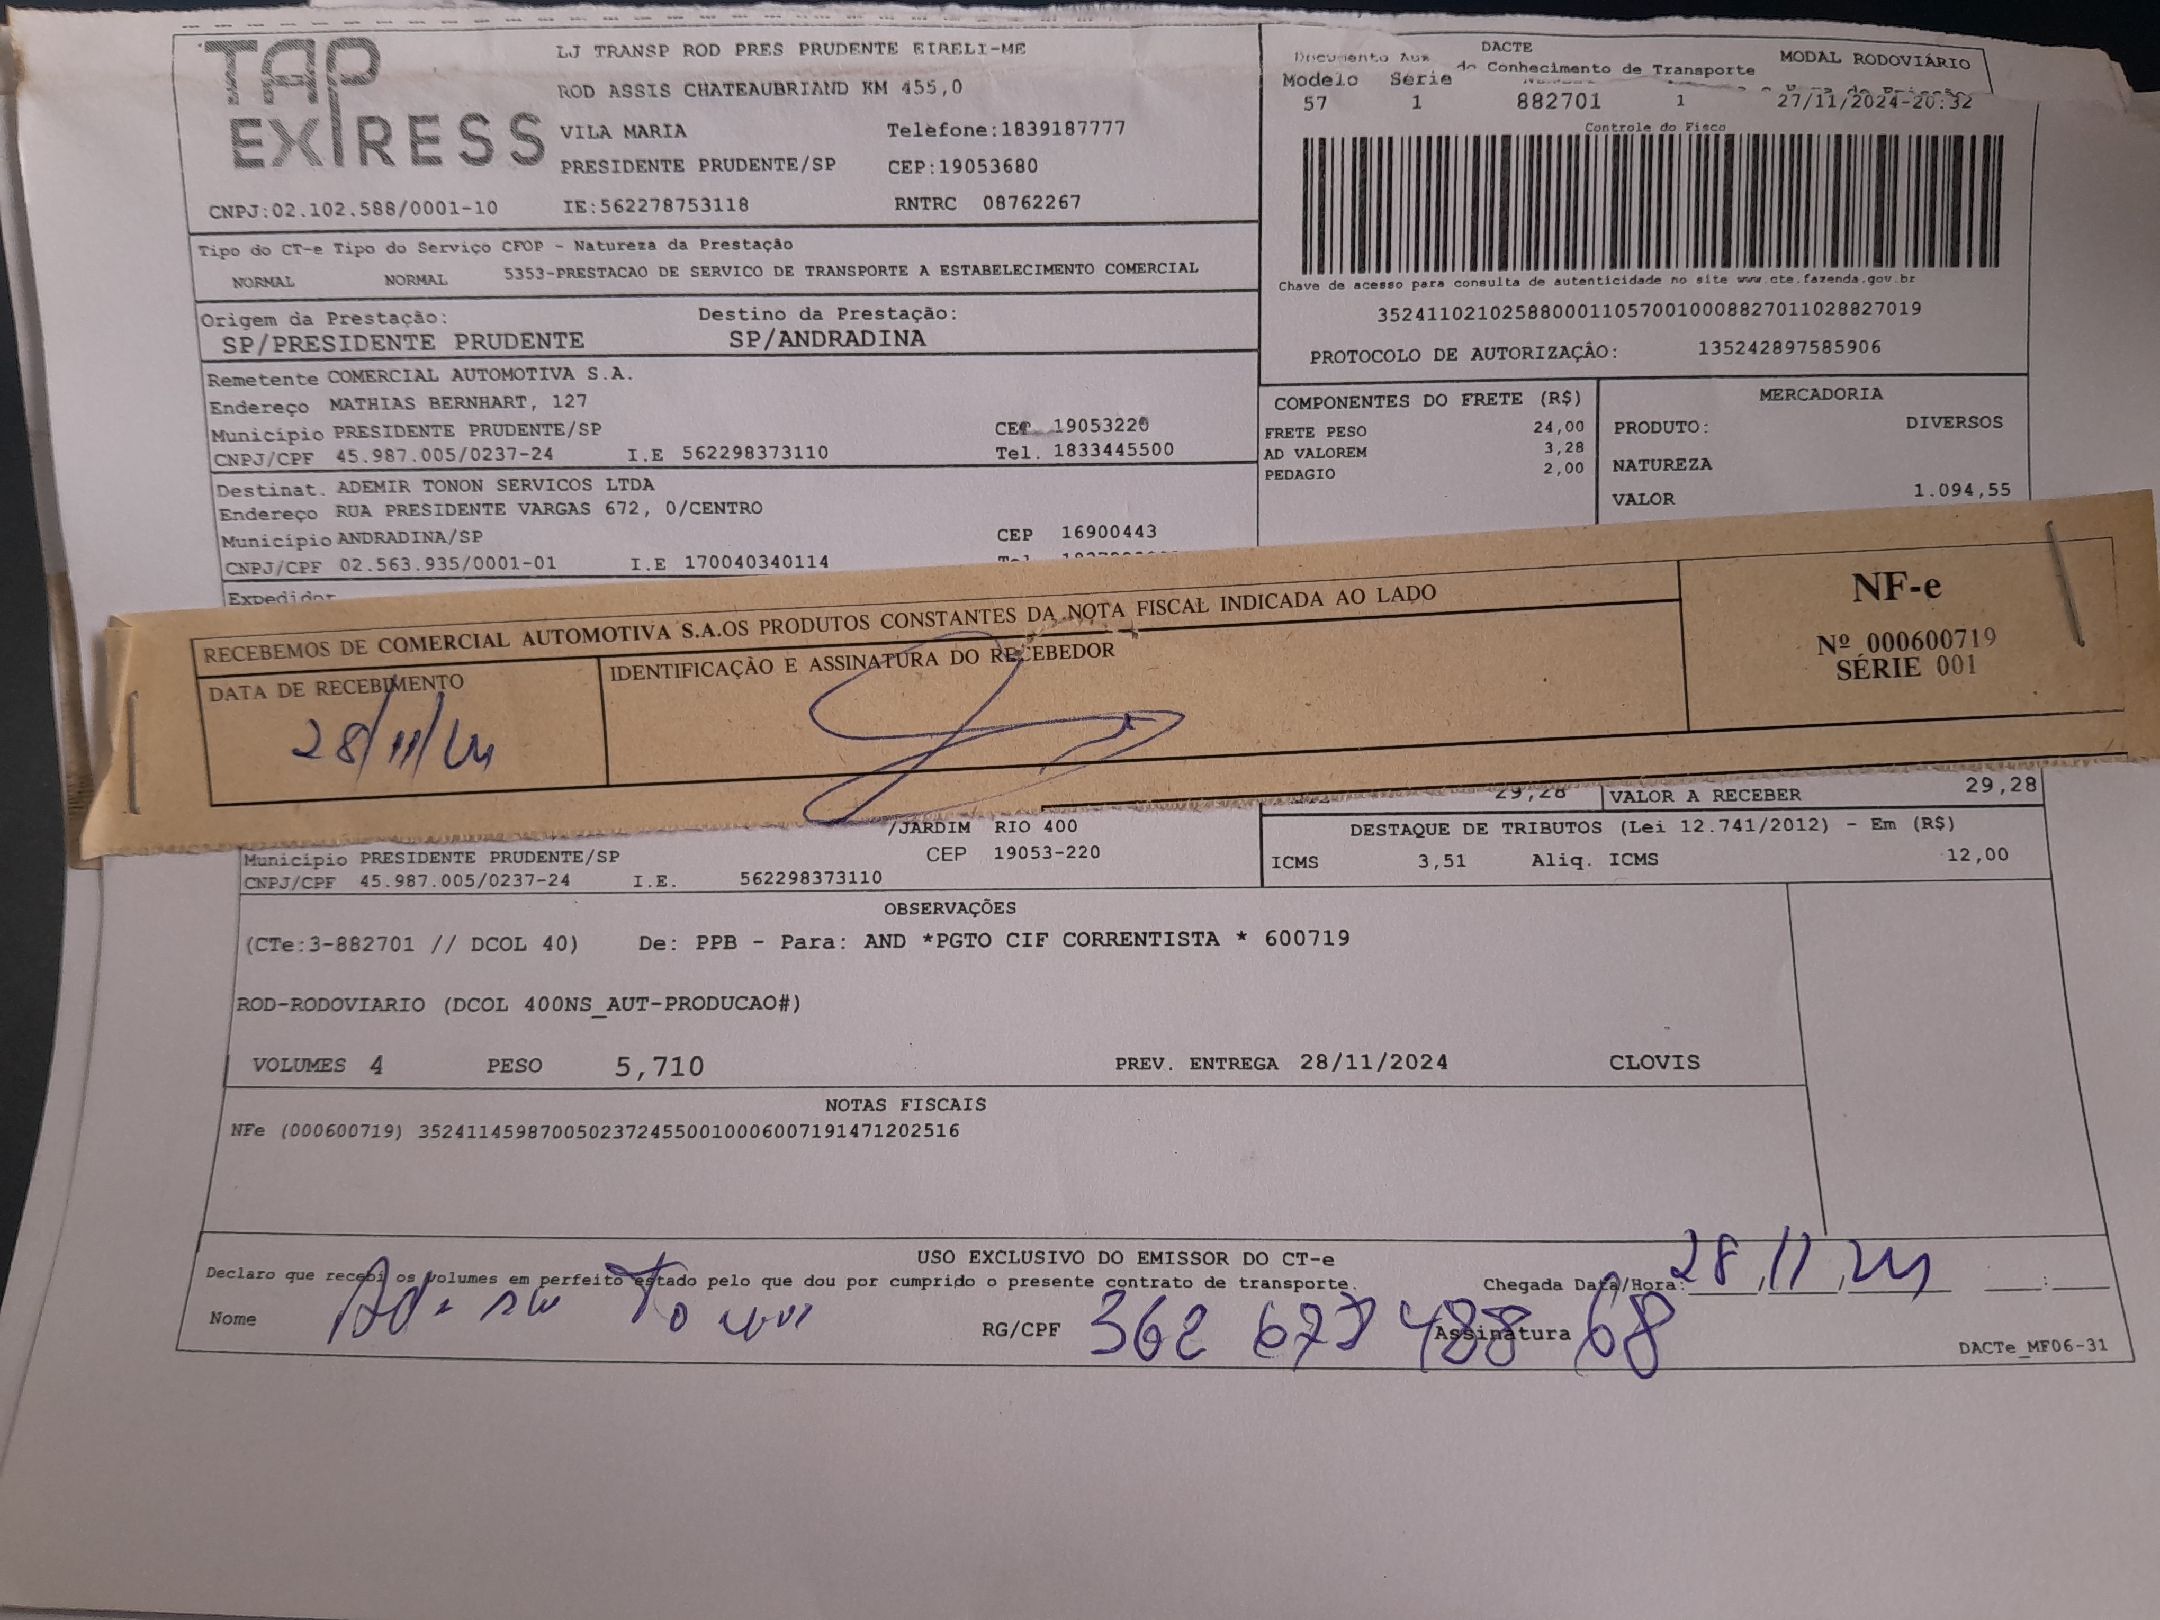 TAP
EXPRESS
LJ TRANSP ROD PRES PRUDENTE EIRELI-ME
ROD ASSIS CHATEAUBRIAND KM 455,0
VILA MARIA Telefone:1839187777
PRESIDENTE PRUDENTE/SP CEP:19053680
CNPJ:02.102.588/0001-10 IE:562278753118 RNTRC 08762267
DACTE MODAL RODOVIÁRIO
Documento Aux de Conhecimento de Transporte
Modelo Série
57 1 882701 1 27/11/2024-20:32
Controle do Fisco
Chave de acesso para consulta de autenticidade no site www.cte.fazenda.gov.br
35241102102588000110570010008827011028827019
PROTOCOLO DE AUTORIZAÇÃO: 135242897585906
Tipo do CT-e Tipo do Serviço CFOP - Natureza da Prestação
NORMAL NORMAL 5353-PRESTACAO DE SERVICO DE TRANSPORTE A ESTABELECIMENTO COMERCIAL
Origem da Prestação: Destino da Prestação:
SP/PRESIDENTE PRUDENTE SP/ANDRADINA
Remetente COMERCIAL AUTOMOTIVA S.A.
Endereço MATHIAS BERNHART, 127
Município PRESIDENTE PRUDENTE/SP CEP 19053220
CNPJ/CPF 45.987.005/0237-24 I.E 562298373110 Tel. 1833445500
Destinat. ADEMIR TONON SERVICOS LTDA
Endereço RUA PRESIDENTE VARGAS 672, 0/CENTRO
Município ANDRADINA/SP CEP 16900443
CNPJ/CPF 02.563.935/0001-01 I.E 170040340114 Tel
Expedidor
COMPONENTES DO FRETE (R$)
FRETE PESO 24,00
AD VALOREM 3,28
PEDAGIO 2,00
MERCADORIA
PRODUTO: DIVERSOS
NATUREZA
VALOR 1.094,55
RECEBEMOS DE COMERCIAL AUTOMOTIVA S.A.OS PRODUTOS CONSTANTES DA NOTA FISCAL INDICADA AO LADO
DATA DE RECEBIMENTO
28/11/24
IDENTIFICAÇÃO E ASSINATURA DO RECEBEDOR
NF-e
Nº 000600719
SÉRIE 001
29,28 VALOR A RECEBER 29,28
/JARDIM RIO 400
Município PRESIDENTE PRUDENTE/SP CEP 19053-220
CNPJ/CPF 45.987.005/0237-24 I.E. 562298373110
DESTAQUE DE TRIBUTOS (Lei 12.741/2012) - Em (R$)
ICMS 3,51 Aliq. ICMS 12,00
OBSERVAÇÕES
(CTe:3-882701 // DCOL 40) De: PPB - Para: AND *PGTO CIF CORRENTISTA * 600719
ROD-RODOVIARIO (DCOL 400NS_AUT-PRODUCAO#)
VOLUMES 4 PESO 5,710 PREV. ENTREGA 28/11/2024 CLOVIS
NOTAS FISCAIS
NFe (000600719) 35241145987005023724550010006007191471202516
USO EXCLUSIVO DO EMISSOR DO CT-e
Declaro que recebi os volumes em perfeito estado pelo que dou por cumprido o presente contrato de transporte. Chegada Data/Hora: 28 11 24
Nome RG/CPF 362 673 488 68 Assinatura
DACTe_MF06-31